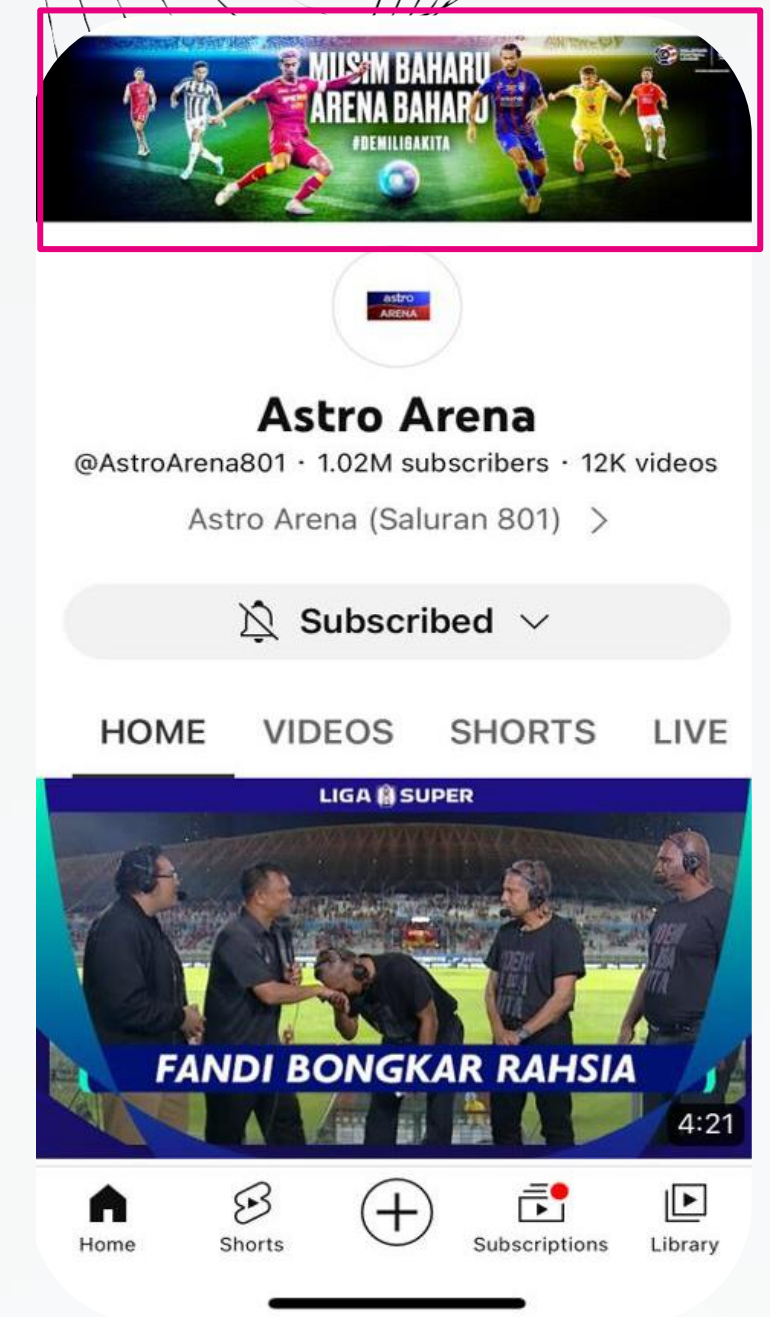 MUSIM BAHARU
ARENA BAHARU
#DEMILIGAKITA
astro
ARENA
Astro Arena
@AstroArena801 · 1.02M subscribers · 12K videos
Astro Arena (Saluran 801) >
Subscribed
HOME VIDEOS SHORTS LIVE
LIGA SUPER
FANDI BONGKAR RAHSIA
4:21
Home Shorts Subscriptions Library